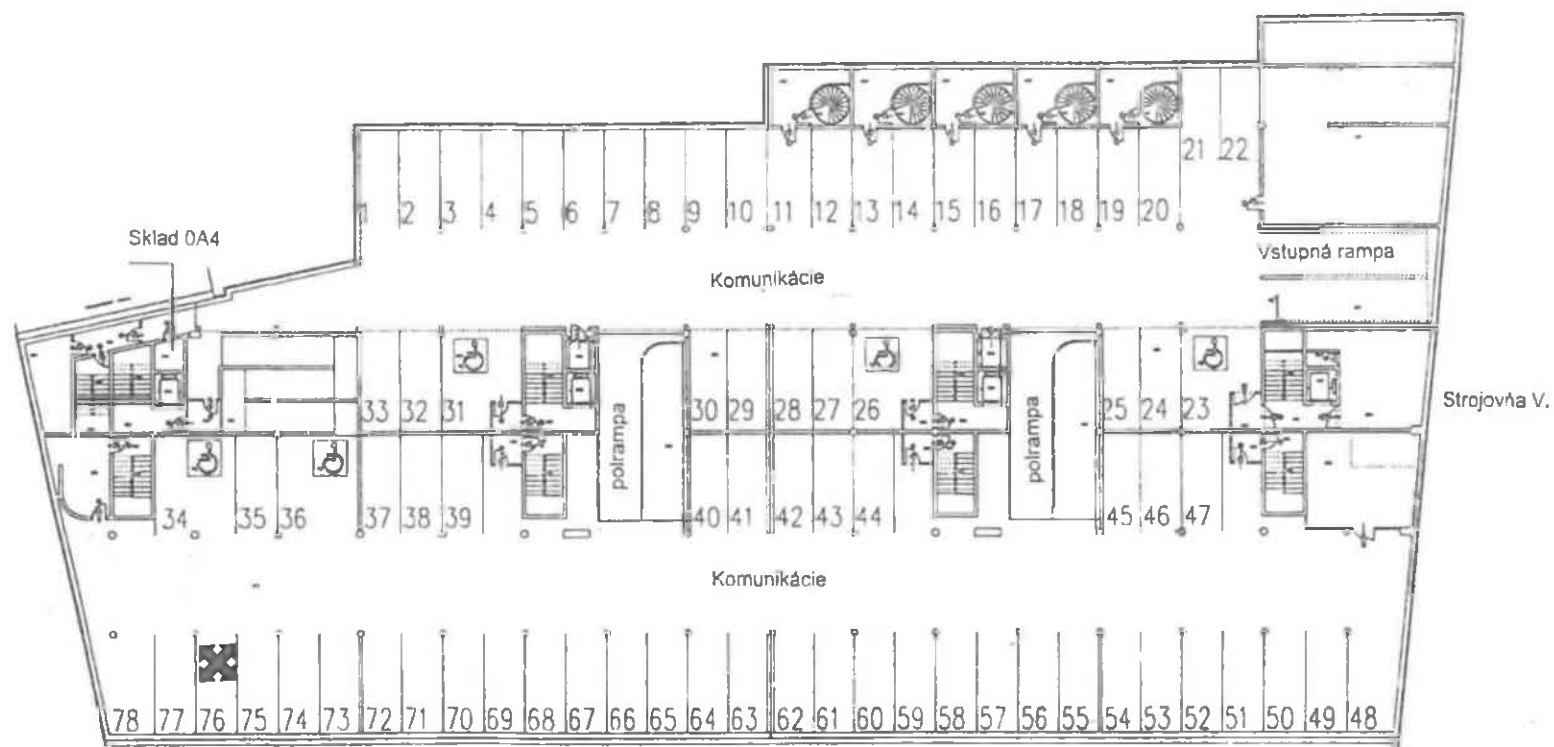 21 22
1 2 3 4 5 6 7 8 9 10 11 12 13 14 15 16 17 18 19 20
Sklad 0A4
Vstupná rampa
Komunikácie
33 32 31 30 29 28 27 26 25 24 23
Strojovňa V.
polrampa
polrampa
34 35 36 37 38 39 40 41 42 43 44 45 46 47
Komunikácie
78 77 76 75 74 73 72 71 70 69 68 67 66 65 64 63 62 61 60 59 58 57 56 55 54 53 52 51 50 49 48